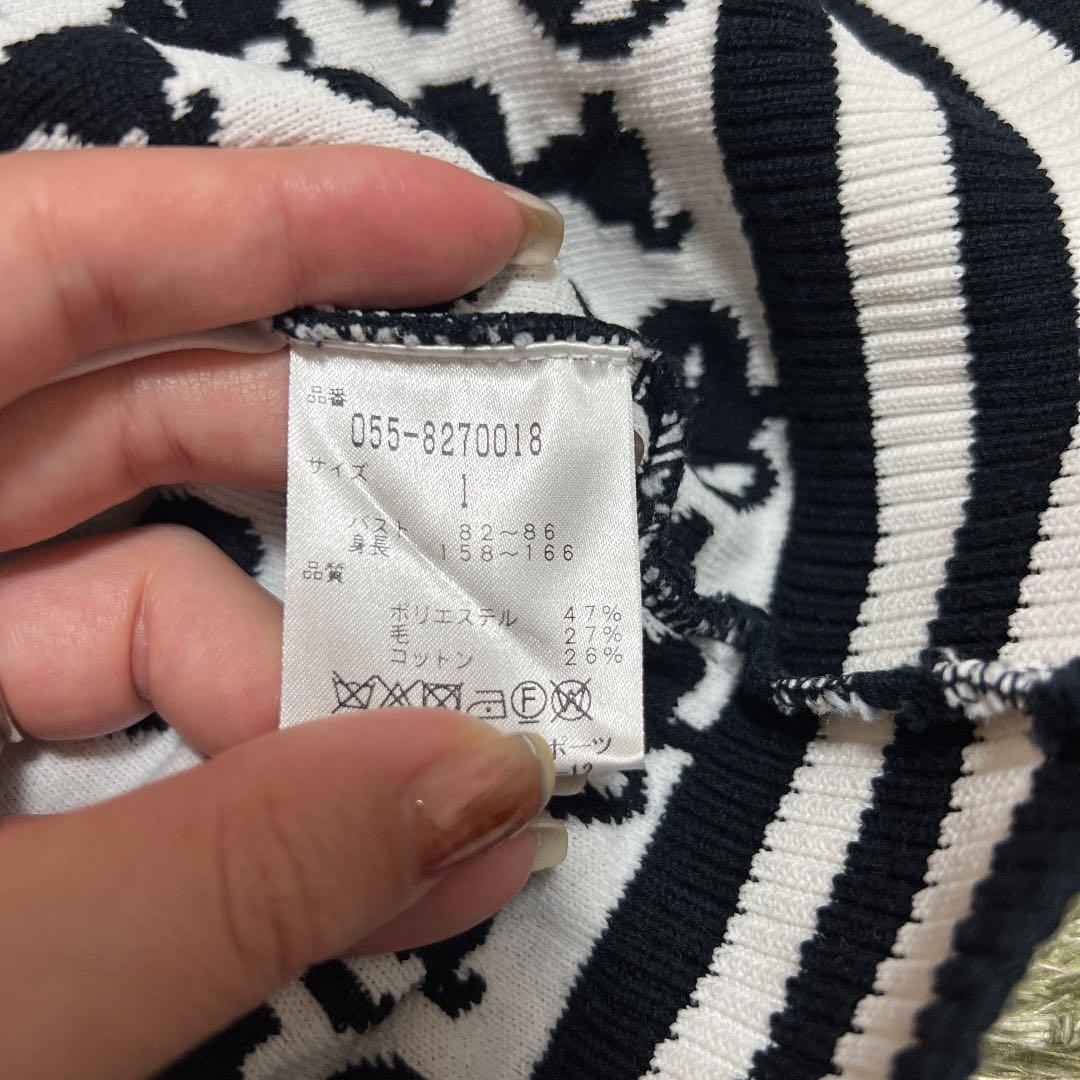 品番
055-8270018
サイズ
1
バスト 82~86
身長 158~166
品質
ポリエステル 47%
毛 27%
コットン 26%
F W
ポーツ